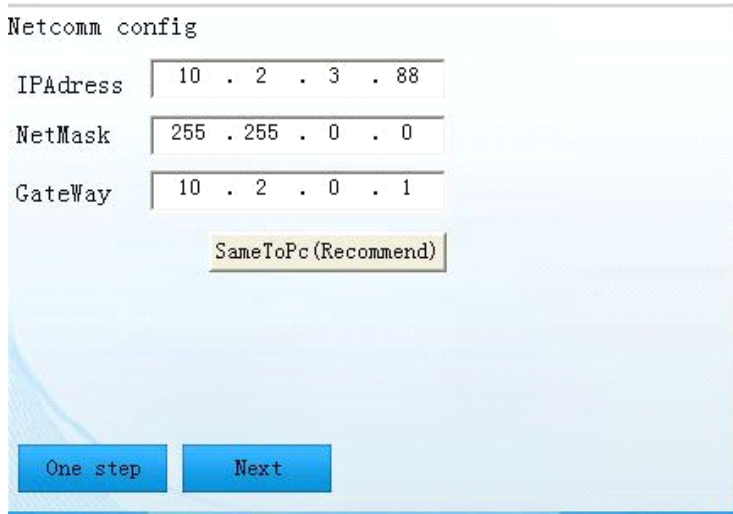 Netcomm config
IPAdress 10 . 2 . 3 . 88
NetMask 255 . 255 . 0 . 0
GateWay 10 . 2 . 0 . 1
SameToPc(Recommend)
One step Next